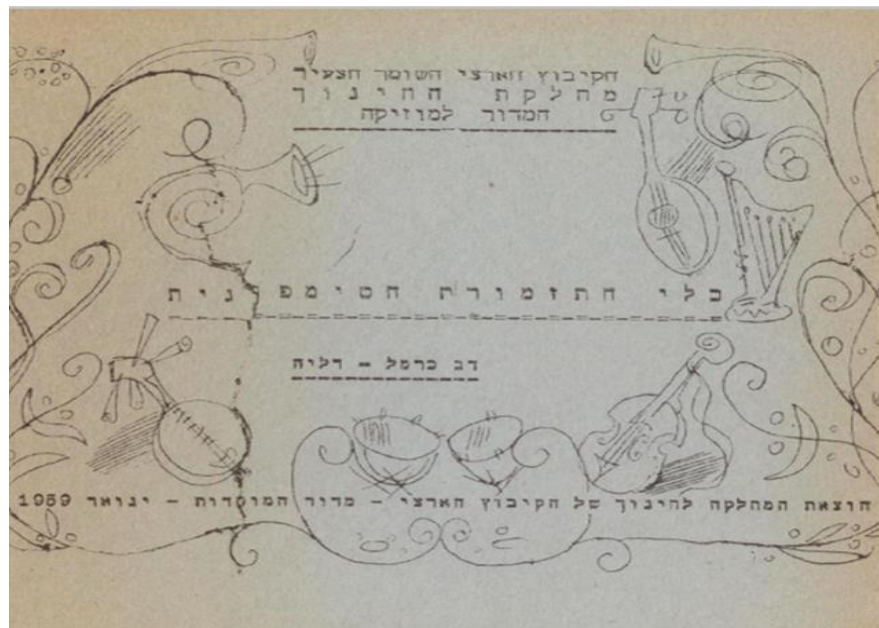 הקיבוץ הארצי השומר הצעיר
מחלקת החינוך
המדור למוזיקה
כלי התזמורת הסימפונית
דב כרמל - דליה
הוצאת המחלקה לחינוך של הקיבוץ הארצי - מדור המוסדות - ינואר 1959